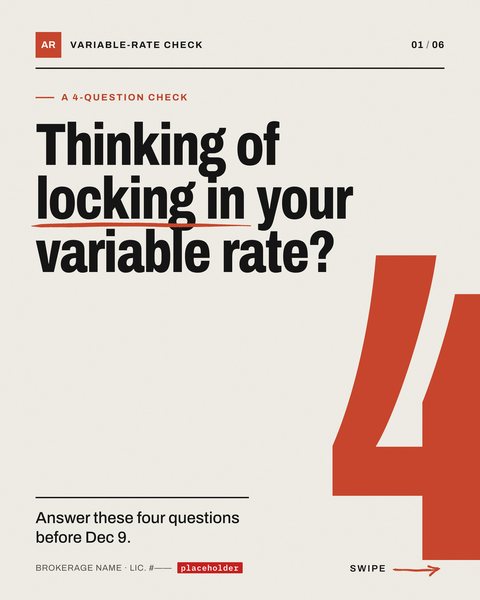 AR VARIABLE-RATE CHECK 01 / 06
A 4-QUESTION CHECK
Thinking of
locking in your
variable rate?
4
Answer these four questions
before Dec 9.
BROKERAGE NAME · LIC. #—— placeholder
SWIPE